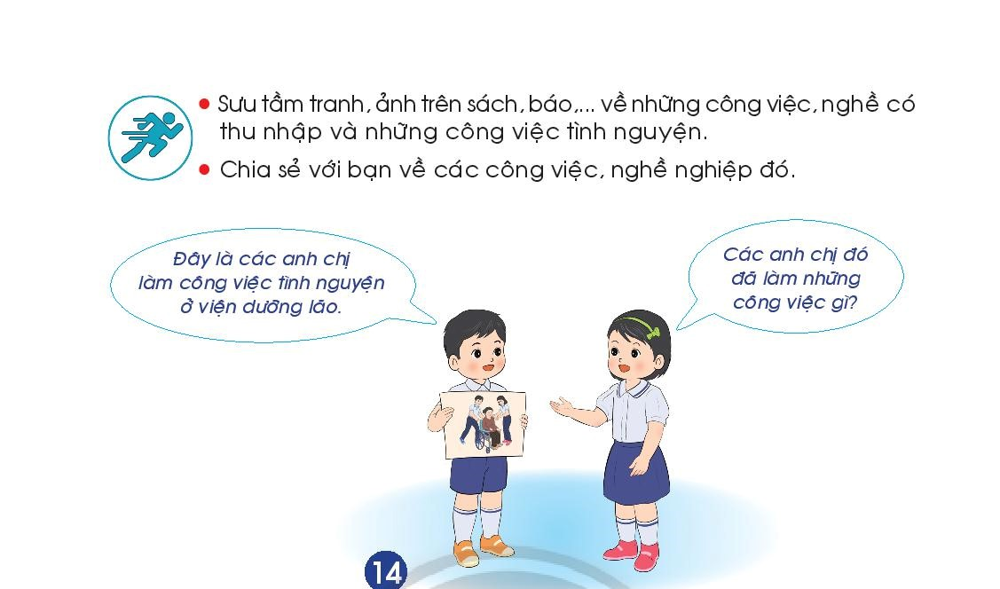 Sưu tầm tranh, ảnh trên sách, báo,... về những công việc, nghề có
thu nhập và những công việc tình nguyện.
Chia sẻ với bạn về các công việc, nghề nghiệp đó.
Đây là các anh chị
làm công việc tình nguyện
ở viện dưỡng lão.
Các anh chị đó
đã làm những
công việc gì?
14